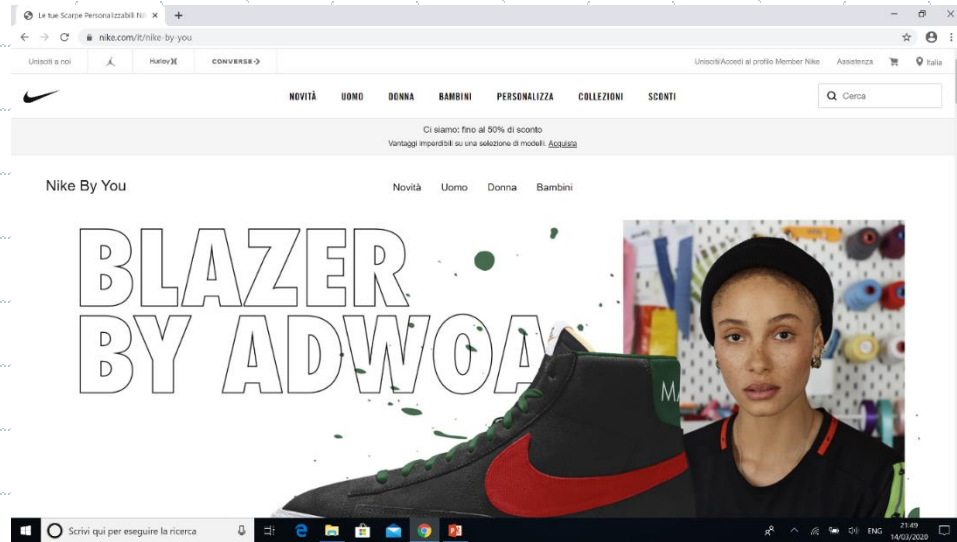 Le tue Scarpe Personalizzabili Nik
nike.com/it/nike-by-you
Unisciti a noi
Hurley
CONVERSE
Unisciti/Accedi al profilo Member Nike
Assistenza
Italia
NOVITÀ UOMO DONNA BAMBINI PERSONALIZZA COLLEZIONI SCONTI
Cerca
Ci siamo: fino al 50% di sconto
Vantaggi imperdibili su una selezione di modelli. Acquista
Nike By You
Novità Uomo Donna Bambini
BLAZER
BY ADWOA
MA
Scrivi qui per eseguire la ricerca
ENG
21:49
14/03/2020